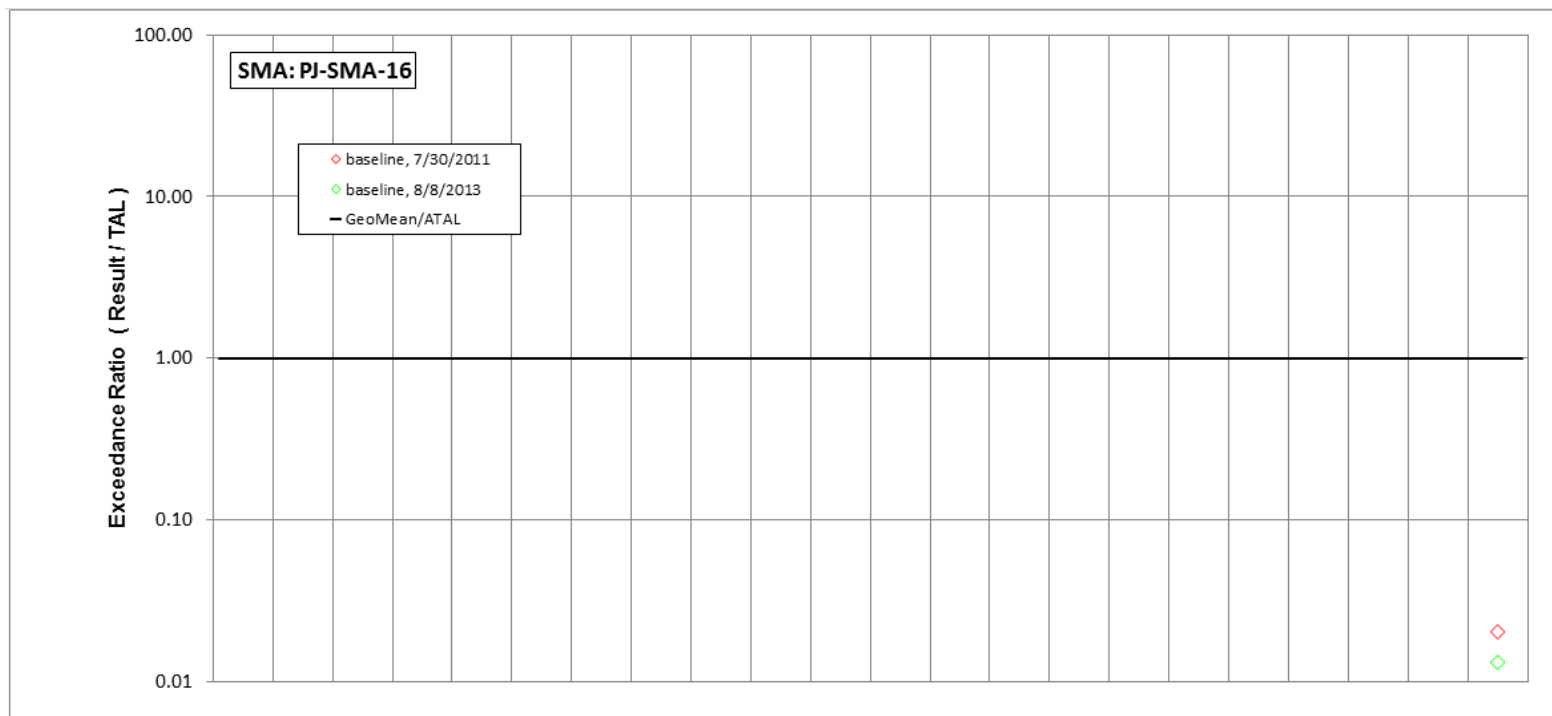 100.00
SMA: PJ-SMA-16
baseline, 7/30/2011
baseline, 8/8/2013
GeoMean/ATAL
10.00
1.00
0.10
0.01
Exceedance Ratio ( Result / TAL )